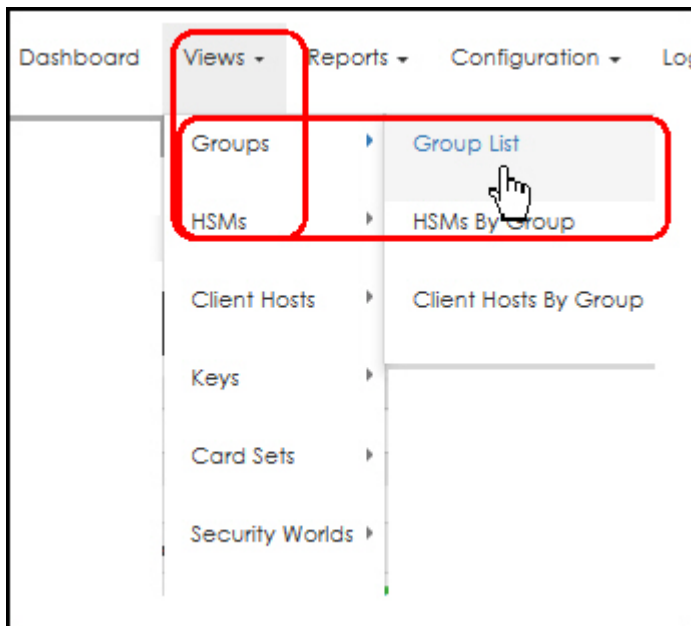 Dashboard Views Reports Configuration
Groups Group List
HSMs HSMs By Group
Client Hosts Client Hosts By Group
Keys
Card Sets
Security Worlds